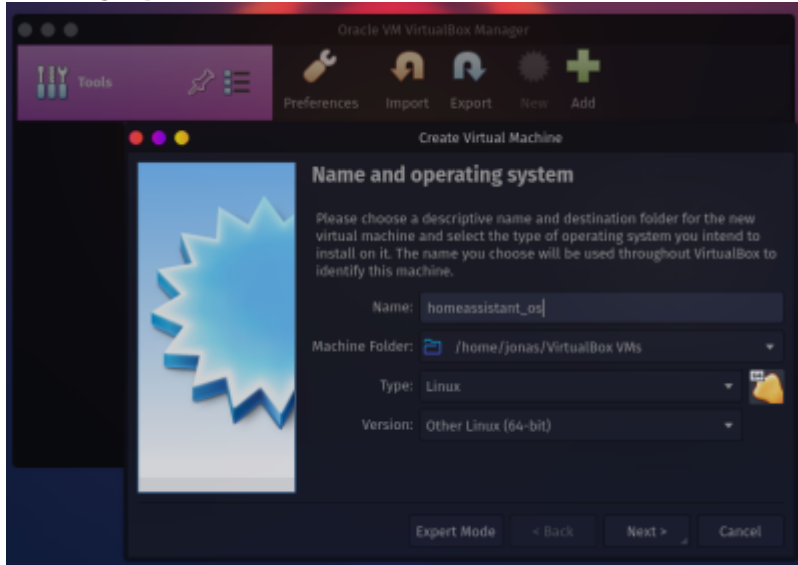 Oracle VM VirtualBox Manager
Tools
Preferences Import Export New Add
Create Virtual Machine
Name and operating system
Please choose a descriptive name and destination folder for the new
virtual machine and select the type of operating system you intend to
install on it. The name you choose will be used throughout VirtualBox to
identify this machine.
Name: homeassistant_os
Machine Folder: /home/jonas/VirtualBox VMs
Type: Linux
64
Version: Other Linux (64-bit)
Expert Mode < Back Next > Cancel